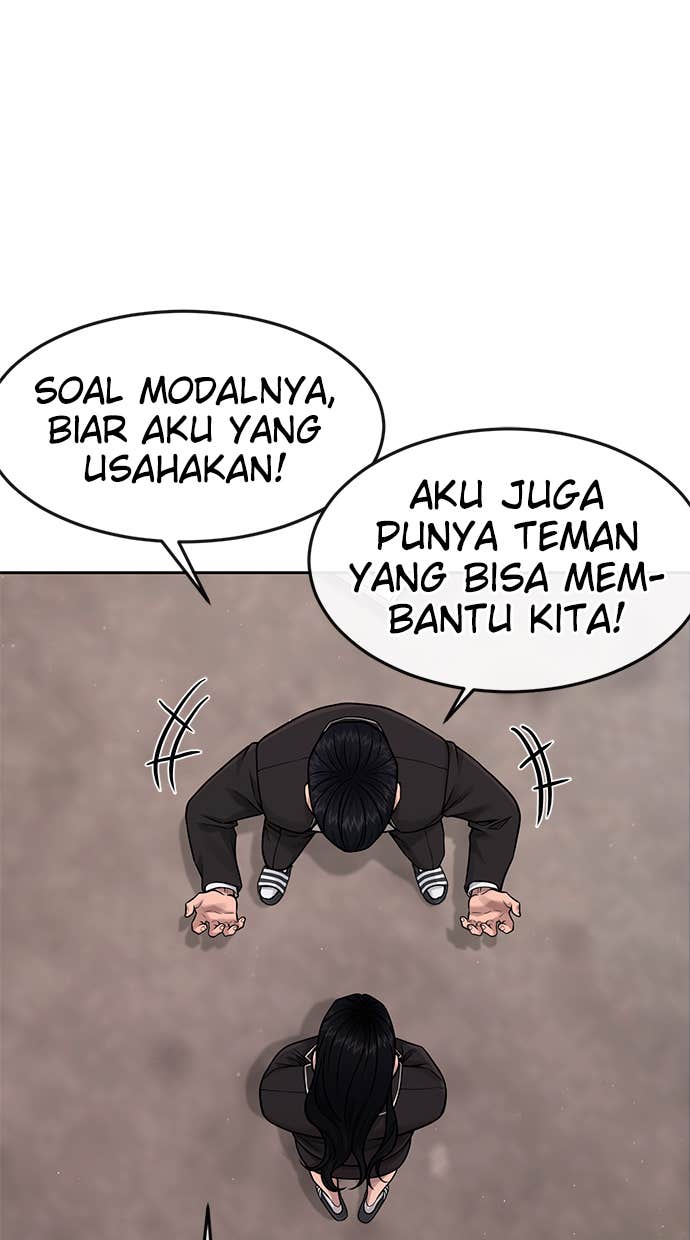 SOAL MODALNYA,
BIAR AKU YANG
USAHAKAN!
AKU JUGA
PUNYA TEMAN
YANG BISA MEM-
BANTU KITA!